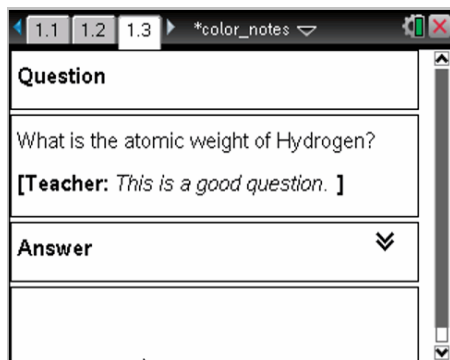 1.1 1.2 1.3 *color_notes
Question
What is the atomic weight of Hydrogen?
[Teacher: This is a good question. ]
Answer